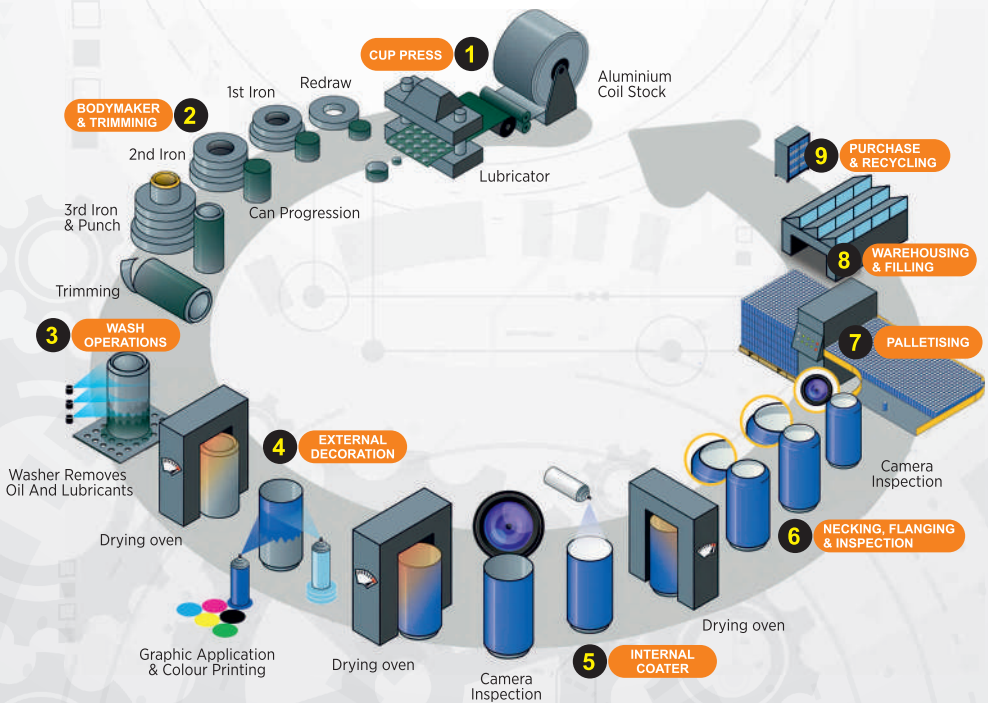 1
CUP PRESS
Aluminium
Coil Stock
Lubricator
Redraw
1st Iron
2
BODYMAKER
& TRIMMINIG
2nd Iron
3rd Iron
& Punch
Can Progression
Trimming
3
WASH
OPERATIONS
Washer Removes
Oil And Lubricants
Drying oven
4
EXTERNAL
DECORATION
Graphic Application
& Colour Printing
Drying oven
Camera
Inspection
5
INTERNAL
COATER
Drying oven
6
NECKING, FLANGING
& INSPECTION
Camera
Inspection
7
PALLETISING
8
WAREHOUSING
& FILLING
9
PURCHASE
& RECYCLING